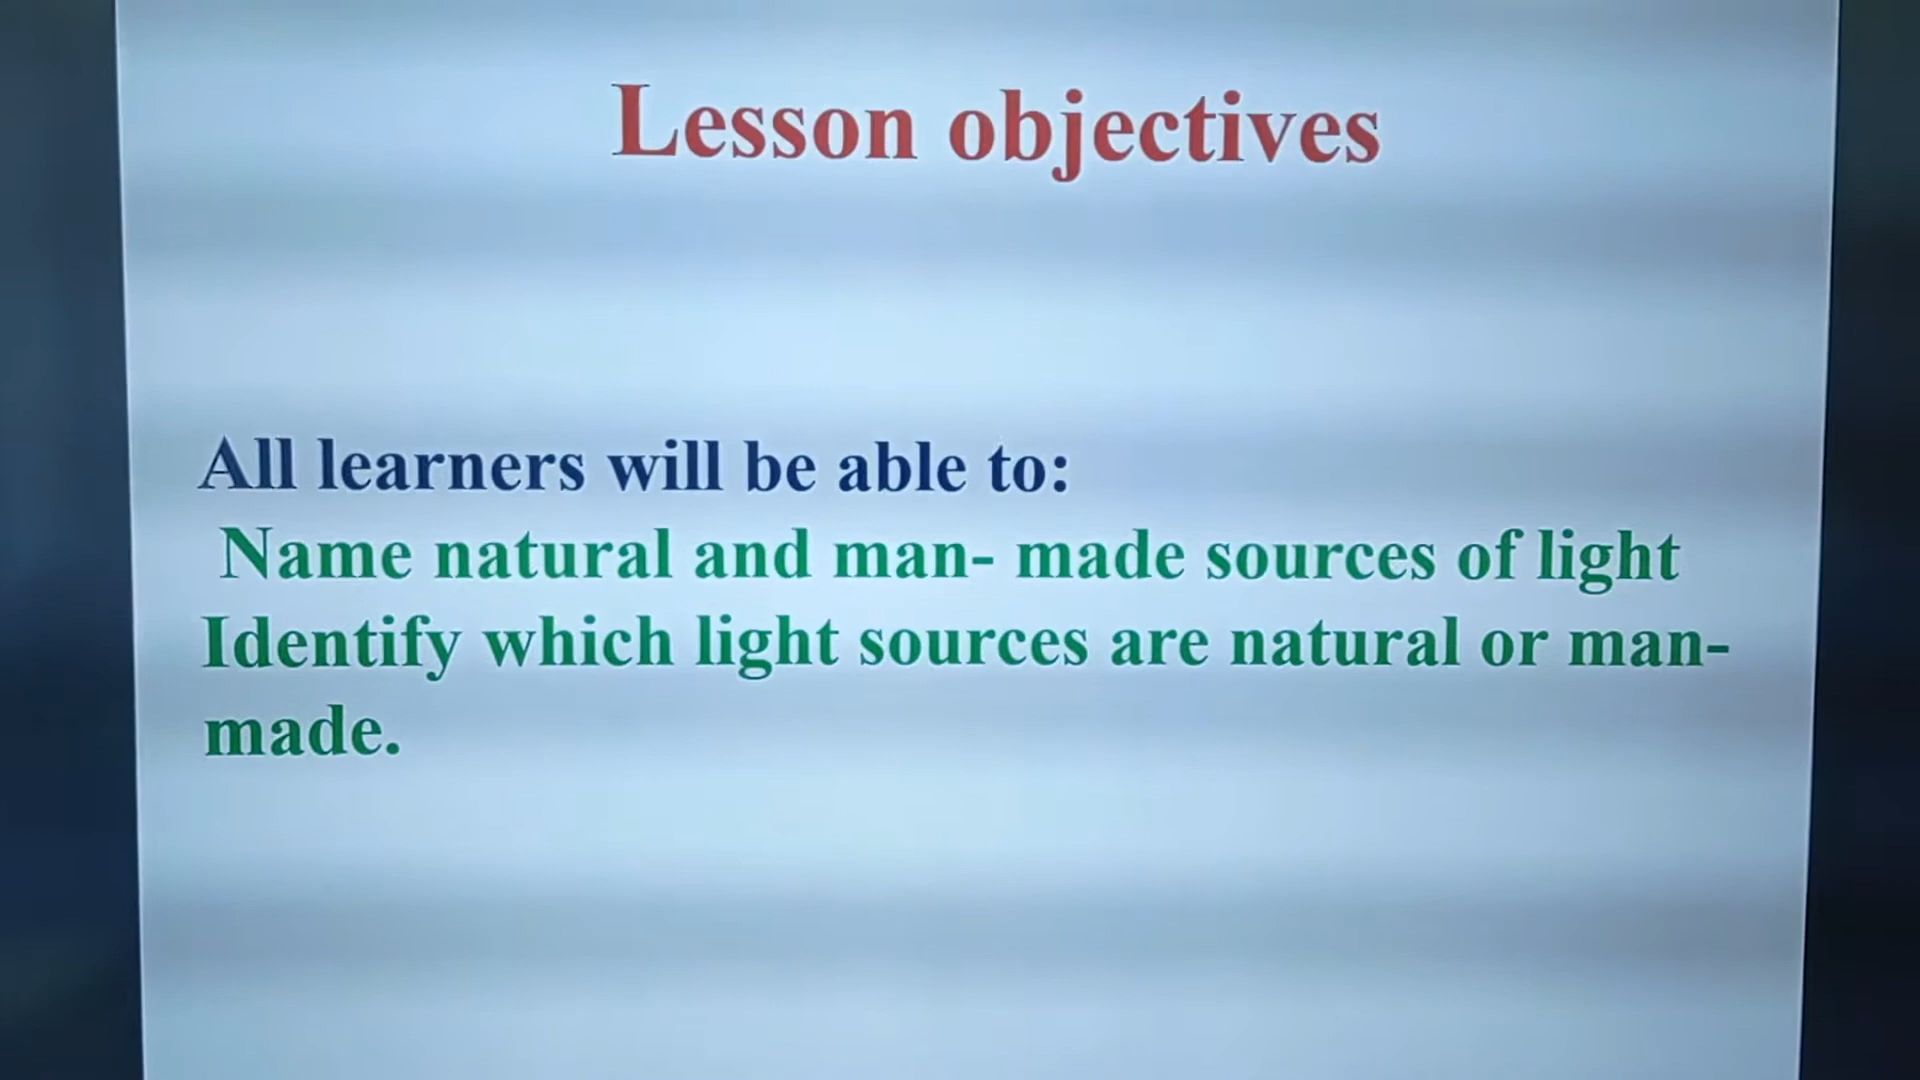 Lesson objectives
All learners will be able to:
Name natural and man- made sources of light
Identify which light sources are natural or man-
made.